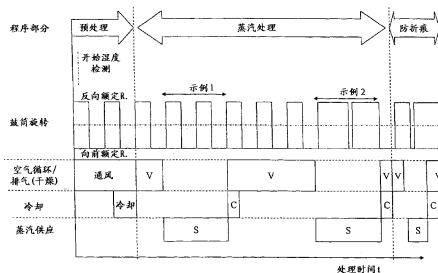 程序部分
预处理
蒸汽处理
防折痕
开始湿度
检测
示例1
示例2
反向额定R.
鼓筒旋转
向前额定R.
空气循环/
排气(干燥)
通风
V
V
V
V
冷却
冷却
C
C
C
蒸汽供应
S
S
S
处理时间t